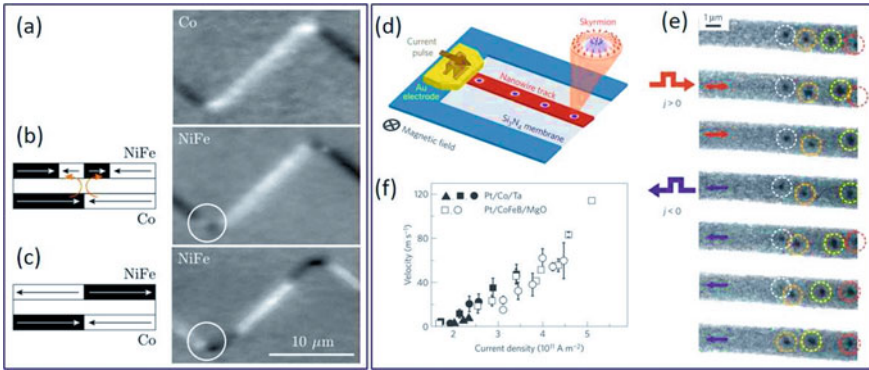 (a)
Co
(b)
NiFe
Co
NiFe
(c)
NiFe
Co
NiFe
10 μm
(d)
Current
pulse
Au
electrode
Skyrmion
Nanowire track
Si₃N₄ membrane
Magnetic field
(e)
1 μm
j > 0
j < 0
(f)
Pt/Co/Ta
Pt/CoFeB/MgO
Velocity (m s⁻¹)
120
80
40
0
2 3 4 5
Current density (10¹¹ A m⁻²)